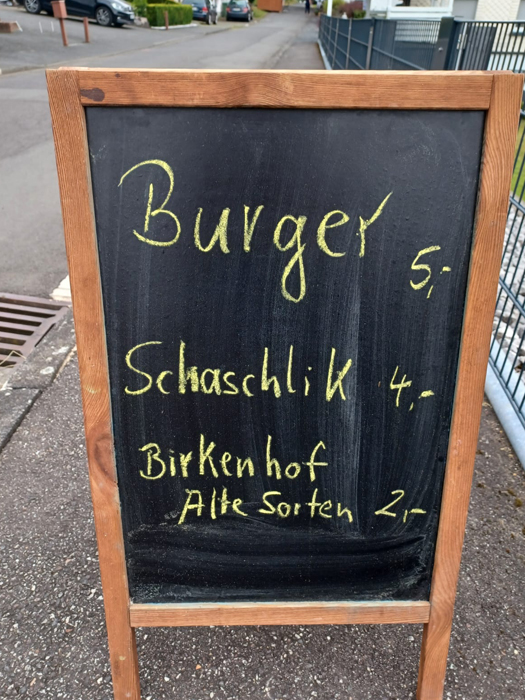 Burger
5,-
Schaschlik 4,-
Birkenhof
Alte Sorten 2,-